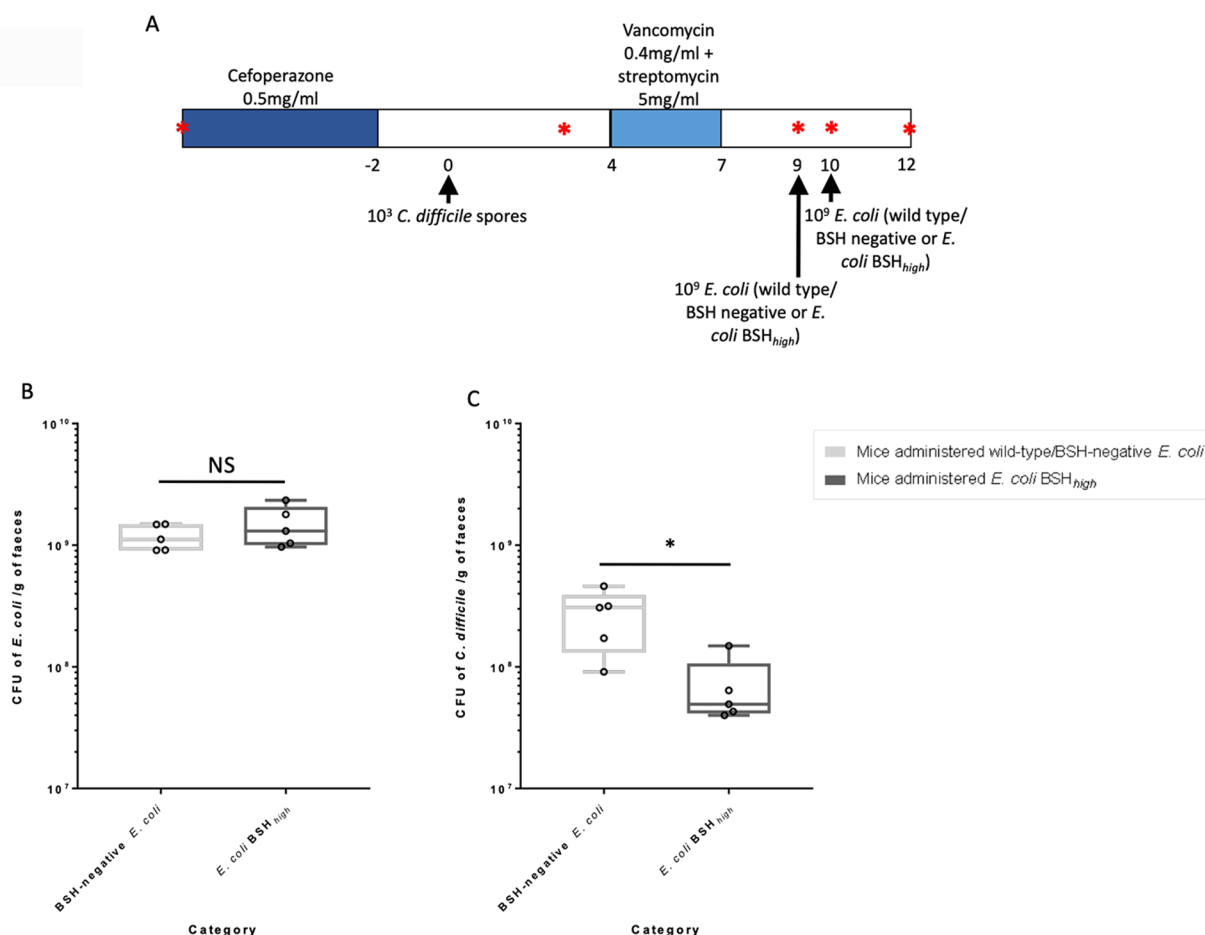 A
Cefoperazone
0.5mg/ml
Vancomycin
0.4mg/ml +
streptomycin
5mg/ml
* * * * *
-2 0 4 7 9 10 12
10³ C. difficile spores
10⁹ E. coli (wild type/
BSH negative or E.
coli BSHhigh)
10⁹ E. coli (wild type/
BSH negative or E.
coli BSHhigh)
B
CFU of E. coli /g of faeces
10¹⁰
10⁹
10⁸
10⁷
NS
BSH-negative E. coli
E. coli BSH high
Category
C
CFU of C. difficile /g of faeces
10¹⁰
10⁹
10⁸
10⁷
*
BSH-negative E. coli
E. coli BSH high
Category
Mice administered wild-type/BSH-negative E. coli
Mice administered E. coli BSHhigh